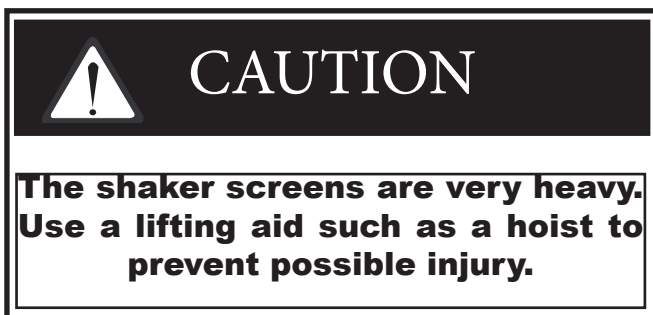 CAUTION
The shaker screens are very heavy.
Use a lifting aid such as a hoist to
prevent possible injury.